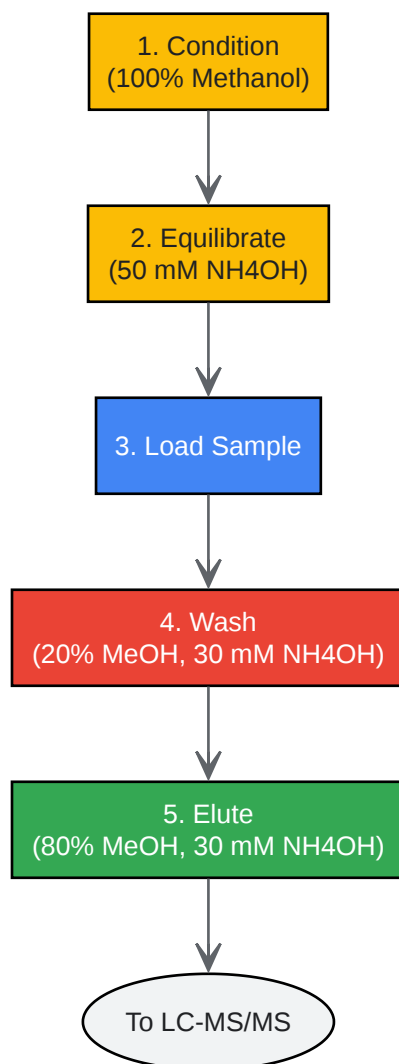 1. Condition
(100% Methanol)
2. Equilibrate
(50 mM NH4OH)
3. Load Sample
4. Wash
(20% MeOH, 30 mM NH4OH)
5. Elute
(80% MeOH, 30 mM NH4OH)
To LC-MS/MS